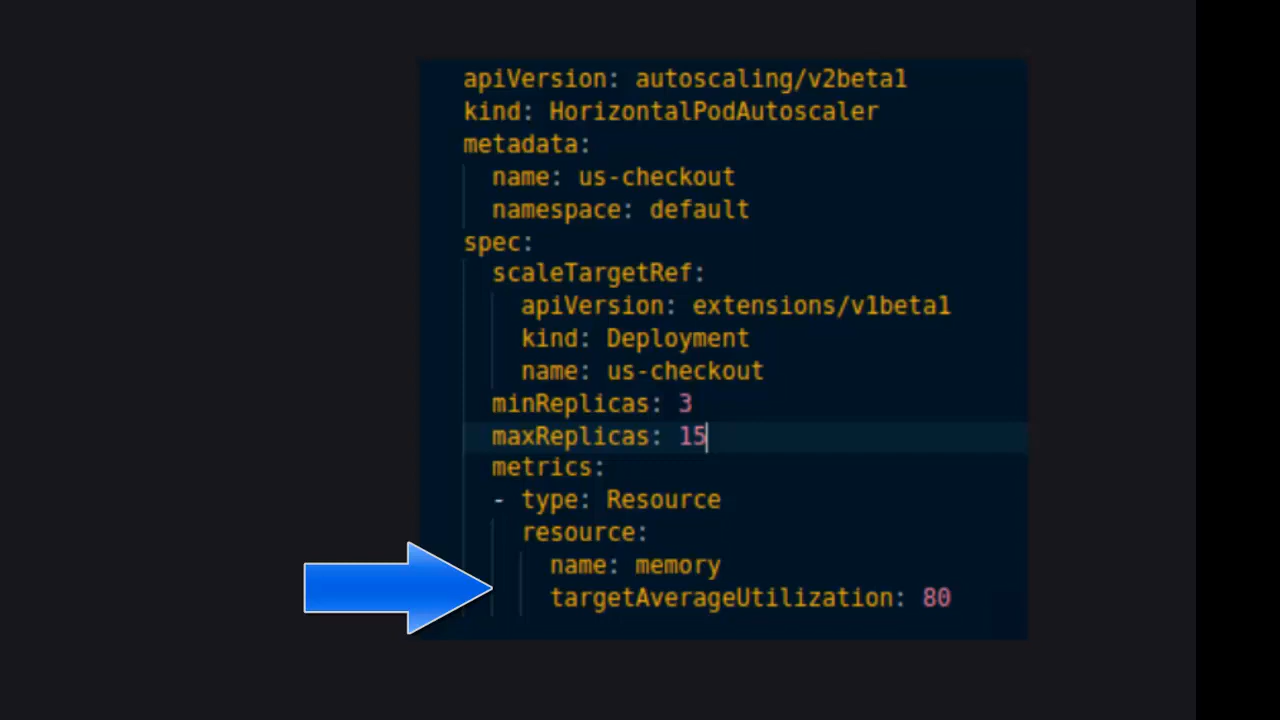 apiVersion: autoscaling/v2beta1
kind: HorizontalPodAutoscaler
metadata:
  name: us-checkout
  namespace: default
spec:
  scaleTargetRef:
    apiVersion: extensions/v1beta1
    kind: Deployment
    name: us-checkout
  minReplicas: 3
  maxReplicas: 15
  metrics:
  - type: Resource
    resource:
      name: memory
      targetAverageUtilization: 80